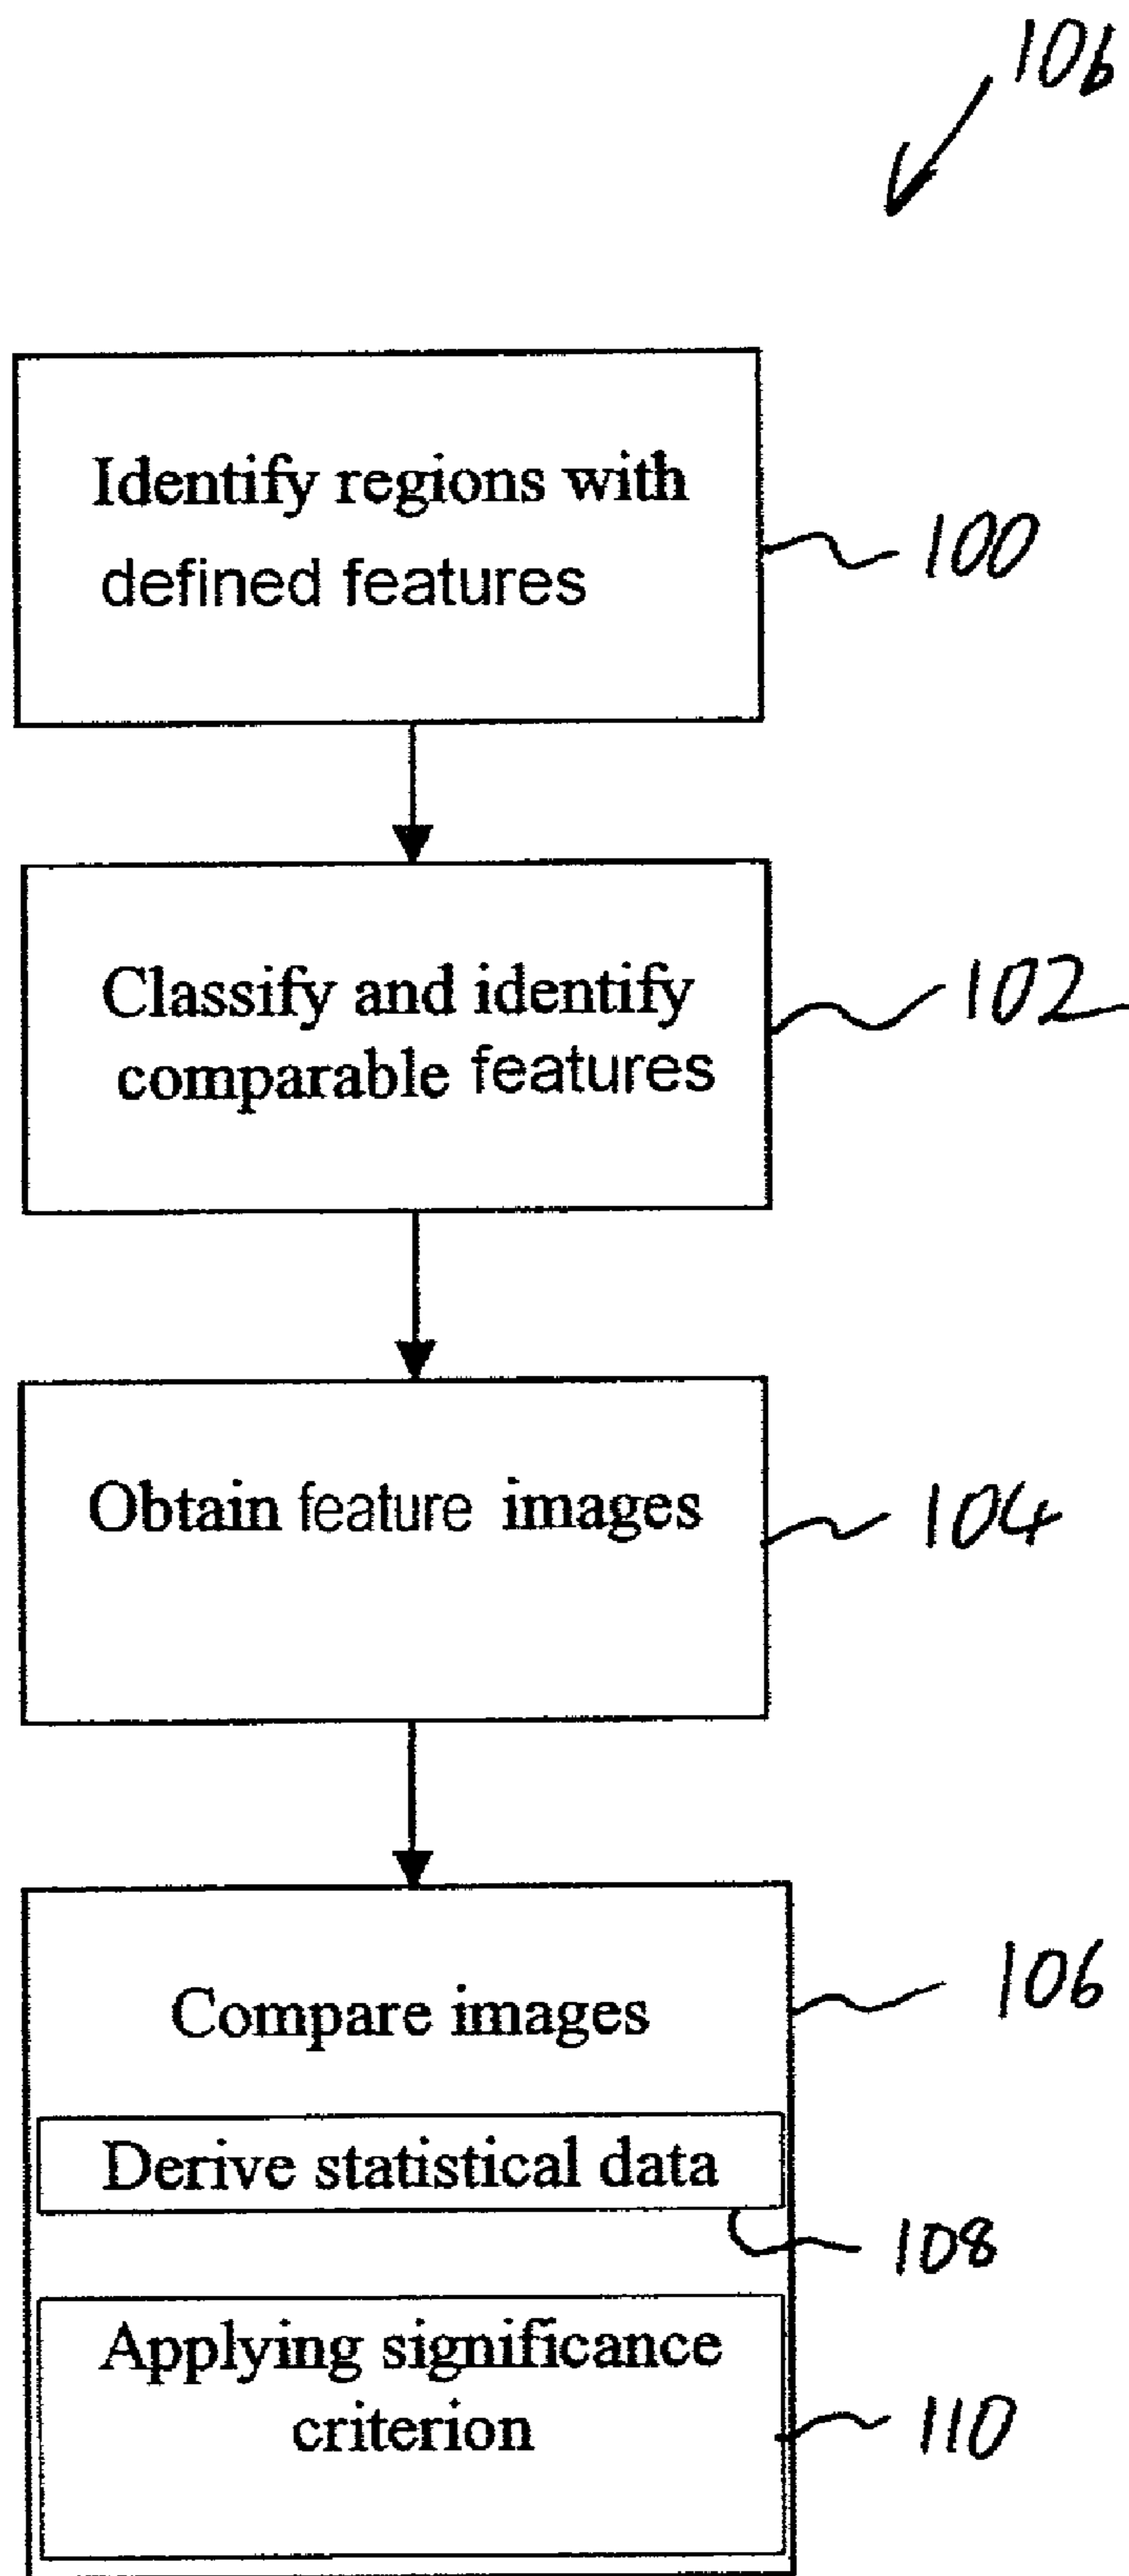 106
Identify regions with
defined features
100
Classify and identify
comparable features
102
Obtain feature images
104
Compare images
106
Derive statistical data
108
Applying significance
criterion
110